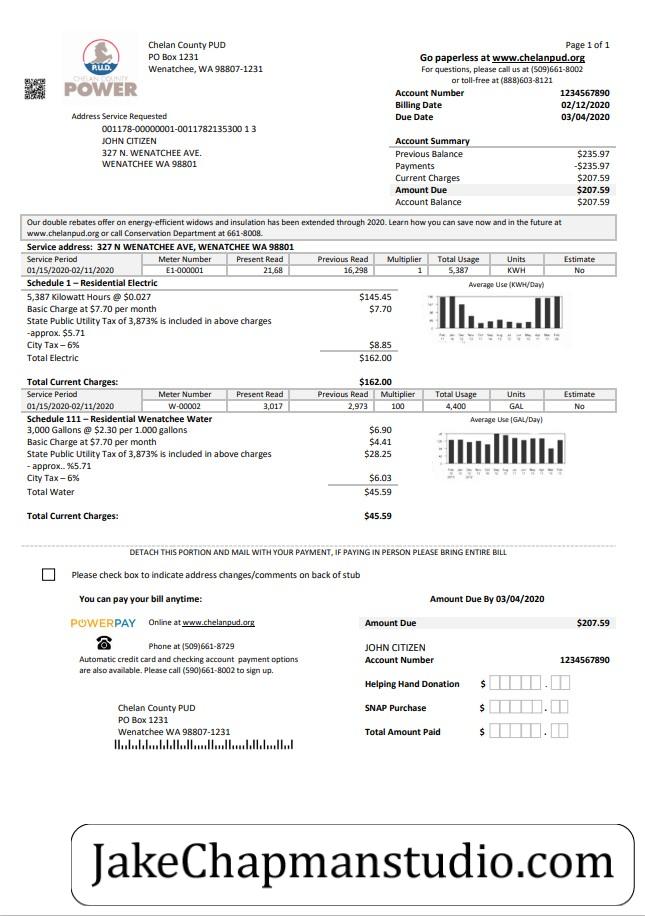 Page 1 of 1
P.U.D.
CHELAN COUNTY
POWER
Chelan County PUD
PO Box 1231
Wenatchee, WA 98807-1231
Go paperless at www.chelanpud.org
For questions, please call us at (509)661-8002
or toll-free at (888)603-8121
Account Number 1234567890
Billing Date 02/12/2020
Due Date 03/04/2020
Address Service Requested
001178-00000001-0011782135300 1 3
JOHN CITIZEN
327 N. WENATCHEE AVE.
WENATCHEE WA 98801
Account Summary
Previous Balance $235.97
Payments -$235.97
Current Charges $207.59
Amount Due $207.59
Account Balance $207.59
Our double rebates offer on energy-efficient widows and insulation has been extended through 2020. Learn how you can save now and in the future at
www.chelanpud.org or call Conservation Department at 661-8008.
Service address: 327 N WENATCHEE AVE, WENATCHEE WA 98801
Service Period Meter Number Present Read Previous Read Multiplier Total Usage Units Estimate
01/15/2020-02/11/2020 E1-000001 21,68 16,298 1 5,387 KWH No
Schedule 1 – Residential Electric
Average Use (KWH/Day)
5,387 Kilowatt Hours @ $0.027 $145.45
Basic Charge at $7.70 per month $7.70
State Public Utility Tax of 3,873% is included in above charges
-approx. $5.71
City Tax – 6% $8.85
Total Electric $162.00
Total Current Charges: $162.00
Service Period Meter Number Present Read Previous Read Multiplier Total Usage Units Estimate
01/15/2020-02/11/2020 W-00002 3,017 2,973 100 4,400 GAL No
Schedule 111 – Residential Wenatchee Water
Average Use (GAL/Day)
3,000 Gallons @ $2.30 per 1.000 gallons $6.90
Basic Charge at $7.70 per month $4.41
State Public Utility Tax of 3,873% is included in above charges $28.25
- approx.. %5.71
City Tax – 6% $6.03
Total Water $45.59
Total Current Charges: $45.59
DETACH THIS PORTION AND MAIL WITH YOUR PAYMENT, IF PAYING IN PERSON PLEASE BRING ENTIRE BILL
Please check box to indicate address changes/comments on back of stub
You can pay your bill anytime:
Amount Due By 03/04/2020
POWERPAY Online at www.chelanpud.org
Amount Due $207.59
Phone at (509)661-8729
Automatic credit card and checking account payment options
are also available. Please call (590)661-8002 to sign up.
JOHN CITIZEN
Account Number 1234567890
Helping Hand Donation $ .
SNAP Purchase $ .
Total Amount Paid $ .
Chelan County PUD
PO Box 1231
Wenatchee WA 98807-1231
JakeChapmanstudio.com